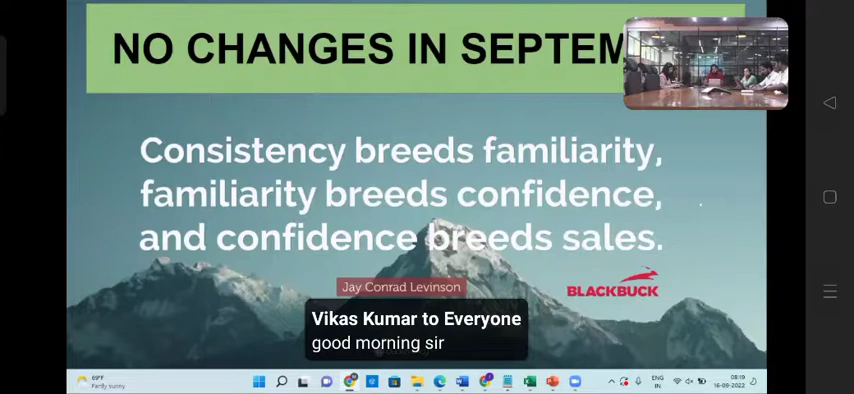 NO CHANGES IN SEPTEM
Consistency breeds familiarity,
familiarity breeds confidence,
and confidence breeds sales.
Jay Conrad Levinson
BLACKBUCK
Vikas Kumar to Everyone
good morning sir
69°F
Partly sunny
ENG
IN
08:19
16-09-2022